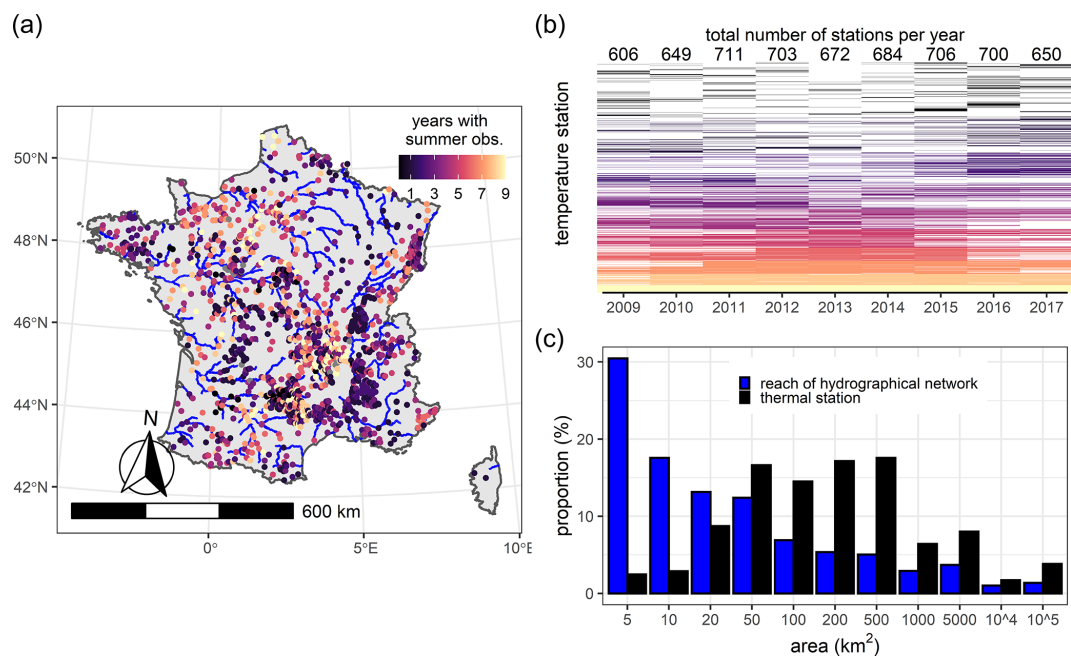 (a)
years with
summer obs.
1 3 5 7 9
50°N
48°N
46°N
44°N
42°N
N
600 km
0° 5°E 10°E
(b)
total number of stations per year
606 649 711 703 672 684 706 700 650
temperature station
2009 2010 2011 2012 2013 2014 2015 2016 2017
(c)
30
20
10
0
proportion (%)
reach of hydrographical network
thermal station
5 10 20 50 100 200 500 1000 5000 10^4 10^5
area (km²)